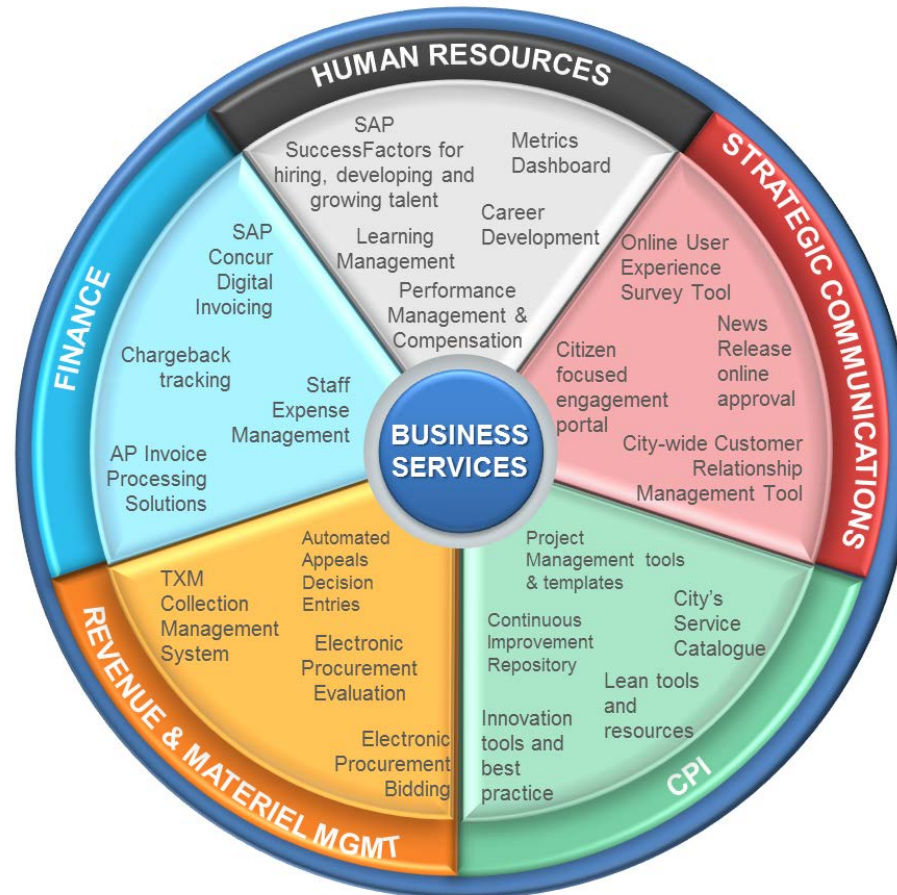 HUMAN RESOURCES
SAP
SuccessFactors for
hiring, developing and
growing talent
Metrics
Dashboard
Career
Development
Learning
Management
Performance
Management &
Compensation
STRATEGIC COMMUNICATIONS
Online User
Experience
Survey Tool
News
Release
online
approval
Citizen
focused
engagement
portal
City-wide Customer
Relationship
Management Tool
FINANCE
SAP
Concur
Digital
Invoicing
Chargeback
tracking
Staff
Expense
Management
AP Invoice
Processing
Solutions
BUSINESS
SERVICES
REVENUE & MATERIEL MGMT
Automated
Appeals
Decision
Entries
TXM
Collection
Management
System
Electronic
Procurement
Evaluation
Electronic
Procurement
Bidding
CPI
Project
Management tools
& templates
City's
Service
Catalogue
Continuous
Improvement
Repository
Lean tools
and
resources
Innovation
tools and
best
practice